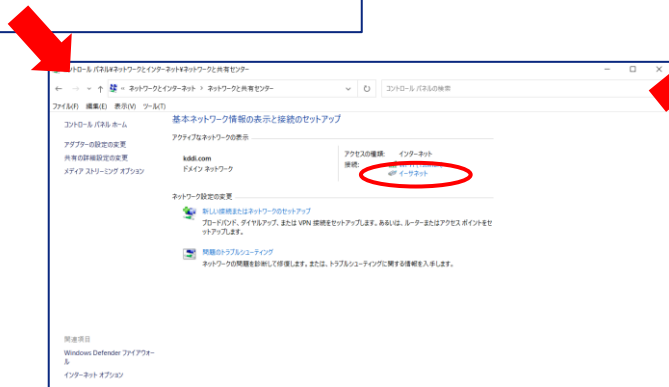 コントロール パネル¥ネットワークとインターネット¥ネットワークと共有センター
ネットワークとインターネット › ネットワークと共有センター
コントロール パネルの検索
ファイル(F) 編集(E) 表示(V) ツール(T)
コントロール パネル ホーム
アダプターの設定の変更
共有の詳細設定の変更
メディア ストリーミング オプション
基本ネットワーク情報の表示と接続のセットアップ
アクティブなネットワークの表示
kddi.com
ドメイン ネットワーク
アクセスの種類: インターネット
接続:
イーサネット
ネットワーク設定の変更
新しい接続またはネットワークのセットアップ
ブロードバンド、ダイヤルアップ、または VPN 接続をセットアップします。あるいは、ルーターまたはアクセス ポイントをセ
ットアップします。
問題のトラブルシューティング
ネットワークの問題を診断して修復します。または、トラブルシューティングに関する情報を入手します。
関連項目
Windows Defender ファイアウォー
ル
インターネット オプション